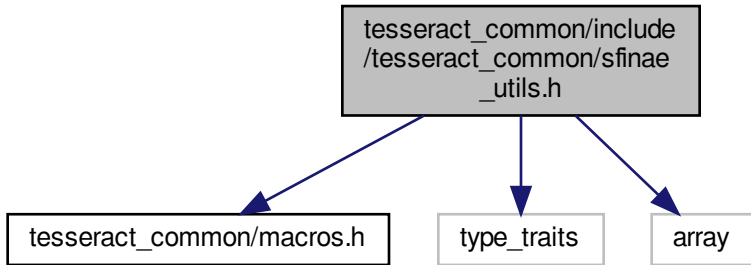 tesseract_common/include
/tesseract_common/sfinae
_utils.h
tesseract_common/macros.h
type_traits
array